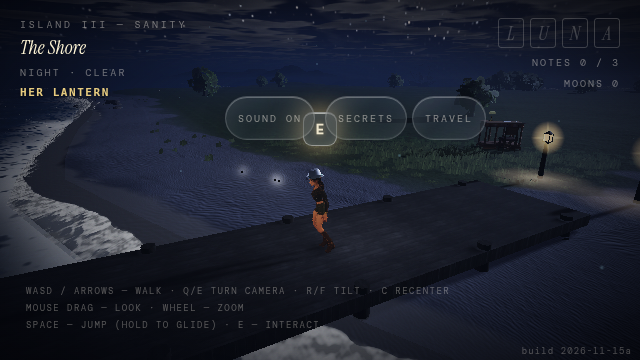 ISLAND III — SANITY
The Shore
NIGHT · CLEAR
HER LANTERN
L U N A
NOTES 0 / 3
MOONS 0
SOUND ON
E
SECRETS
TRAVEL
WASD / ARROWS — WALK · Q/E TURN CAMERA · R/F TILT · C RECENTER
MOUSE DRAG — LOOK · WHEEL — ZOOM
SPACE — JUMP (HOLD TO GLIDE) · E — INTERACT
build 2026-11-15a